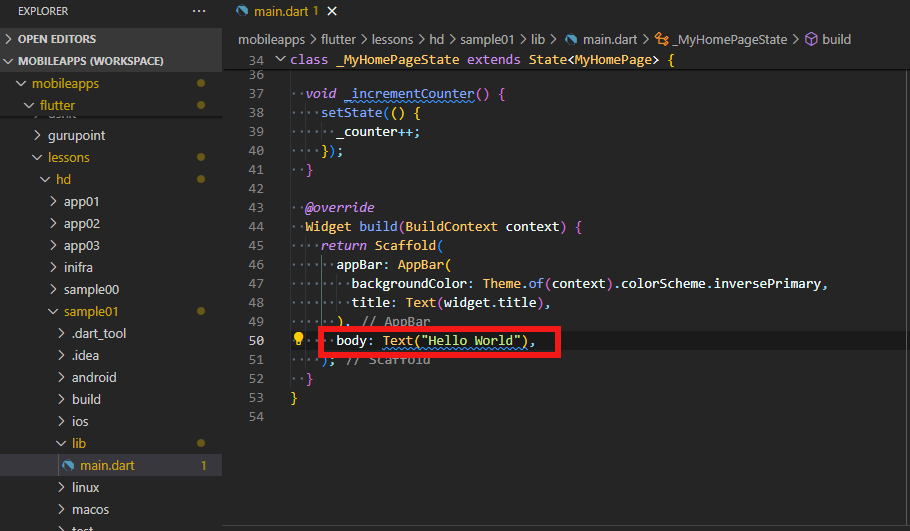 EXPLORER
···
OPEN EDITORS
MOBILEAPPS (WORKSPACE)
mobileapps
flutter
gurupoint
lessons
hd
app01
app02
app03
inifra
sample00
sample01
.dart_tool
.idea
android
build
ios
lib
main.dart 1
linux
macos
test
main.dart 1
mobileapps > flutter > lessons > hd > sample01 > lib > main.dart > _MyHomePageState > build
34 class _MyHomePageState extends State<MyHomePage> {
36
37 void _incrementCounter() {
38 setState(() {
39 _counter++;
40 });
41 }
42
43 @override
44 Widget build(BuildContext context) {
45 return Scaffold(
46 appBar: AppBar(
47 backgroundColor: Theme.of(context).colorScheme.inversePrimary,
48 title: Text(widget.title),
49 ), // AppBar
50 body: Text("Hello World"),
51 ); // Scaffold
52 }
53 }
54